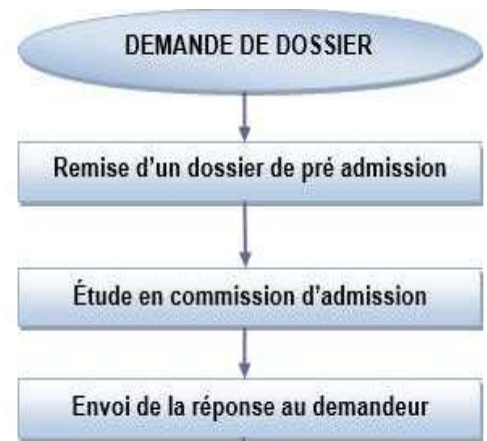 DEMANDE DE DOSSIER
Remise d’un dossier de pré admission
Étude en commission d’admission
Envoi de la réponse au demandeur